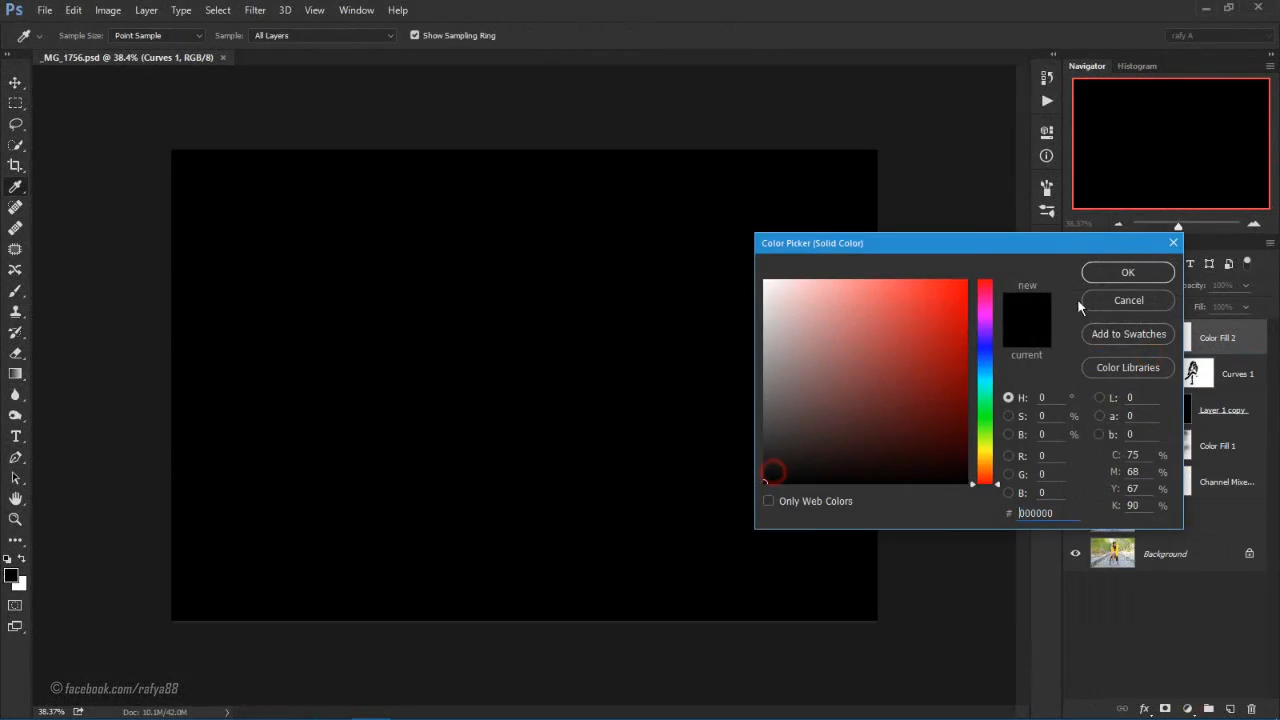 Ps File Edit Image Layer Type Select Filter 3D View Window Help
Sample Size: Point Sample Sample: All Layers Show Sampling Ring rafy A
_MG_1756.psd @ 38.4% (Curves 1, RGB/8) ×
Navigator Histogram
38.37%
Color Picker (Solid Color)
new
current
OK
Cancel
Add to Swatches
Color Libraries
H: 0 ° L: 0
S: 0 % a: 0
B: 0 % b: 0
R: 0 C: 75 %
G: 0 M: 68 %
B: 0 Y: 67 %
# 000000 K: 90 %
Only Web Colors
T
pacity: 100%
Fill: 100%
Color Fill 2
Curves 1
Layer 1 copy
Color Fill 1
Channel Mixe...
Background
© facebook.com/rafya88
38.37% Doc: 10.1M/42.0M
fx